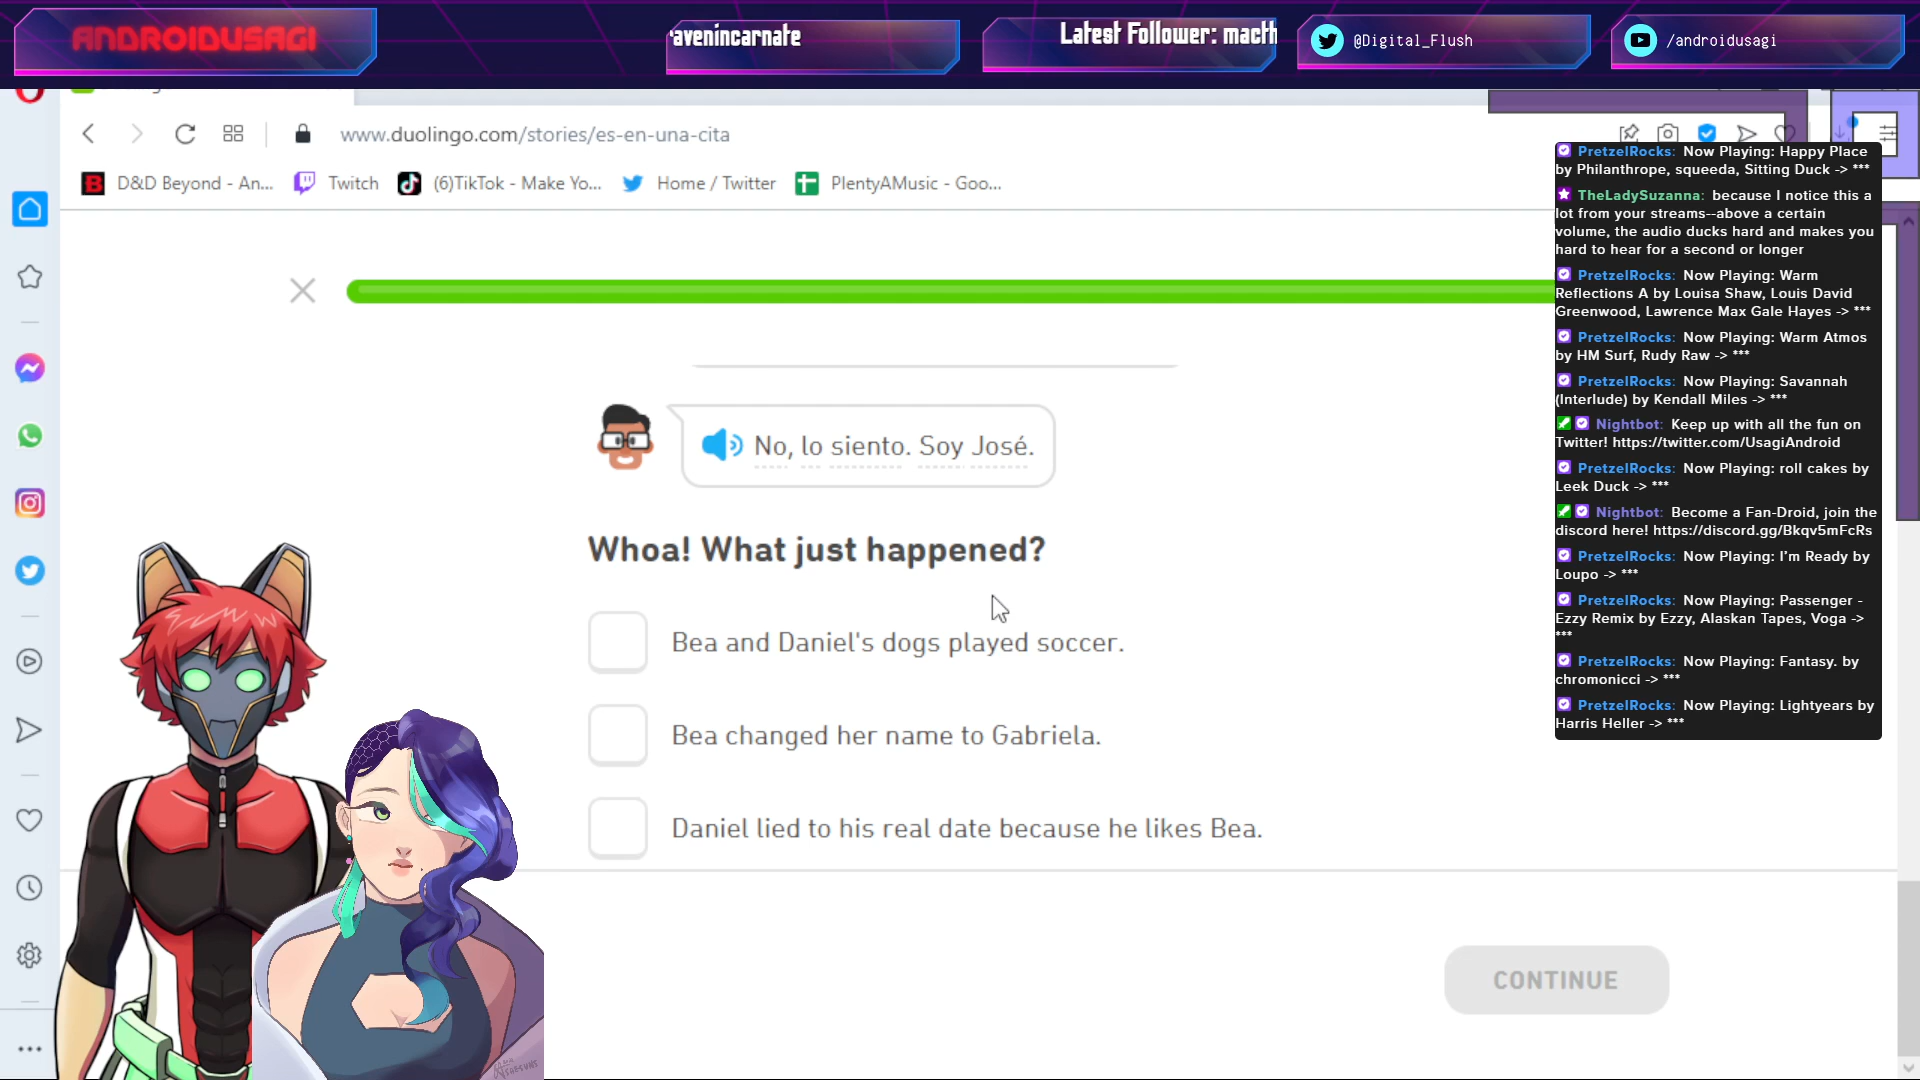 ANDROIDUSAGI
avenincarnate
Latest Follower: macth
@Digital_Flush
/androidusagi
www.duolingo.com/stories/es-en-una-cita
D&D Beyond - An...
Twitch
(6)TikTok - Make Yo...
Home / Twitter
PlentyAMusic - Goo...
No, lo siento. Soy José.
Whoa! What just happened?
Bea and Daniel's dogs played soccer.
Bea changed her name to Gabriela.
Daniel lied to his real date because he likes Bea.
CONTINUE
PretzelRocks: Now Playing: Happy Place
by Philanthrope, squeeda, Sitting Duck -> ***
TheLadySuzanna: because I notice this a
lot from your streams--above a certain
volume, the audio ducks hard and makes you
hard to hear for a second or longer
PretzelRocks: Now Playing: Warm
Reflections A by Louisa Shaw, Louis David
Greenwood, Lawrence Max Gale Hayes -> ***
PretzelRocks: Now Playing: Warm Atmos
by HM Surf, Rudy Raw -> ***
PretzelRocks: Now Playing: Savannah
(Interlude) by Kendall Miles -> ***
Nightbot: Keep up with all the fun on
Twitter! https://twitter.com/UsagiAndroid
PretzelRocks: Now Playing: roll cakes by
Leek Duck -> ***
Nightbot: Become a Fan-Droid, join the
discord here! https://discord.gg/Bkqv5mFcRs
PretzelRocks: Now Playing: I'm Ready by
Loupo -> ***
PretzelRocks: Now Playing: Passenger -
Ezzy Remix by Ezzy, Alaskan Tapes, Voga ->
***
PretzelRocks: Now Playing: Fantasy. by
chromonicci -> ***
PretzelRocks: Now Playing: Lightyears by
Harris Heller -> ***